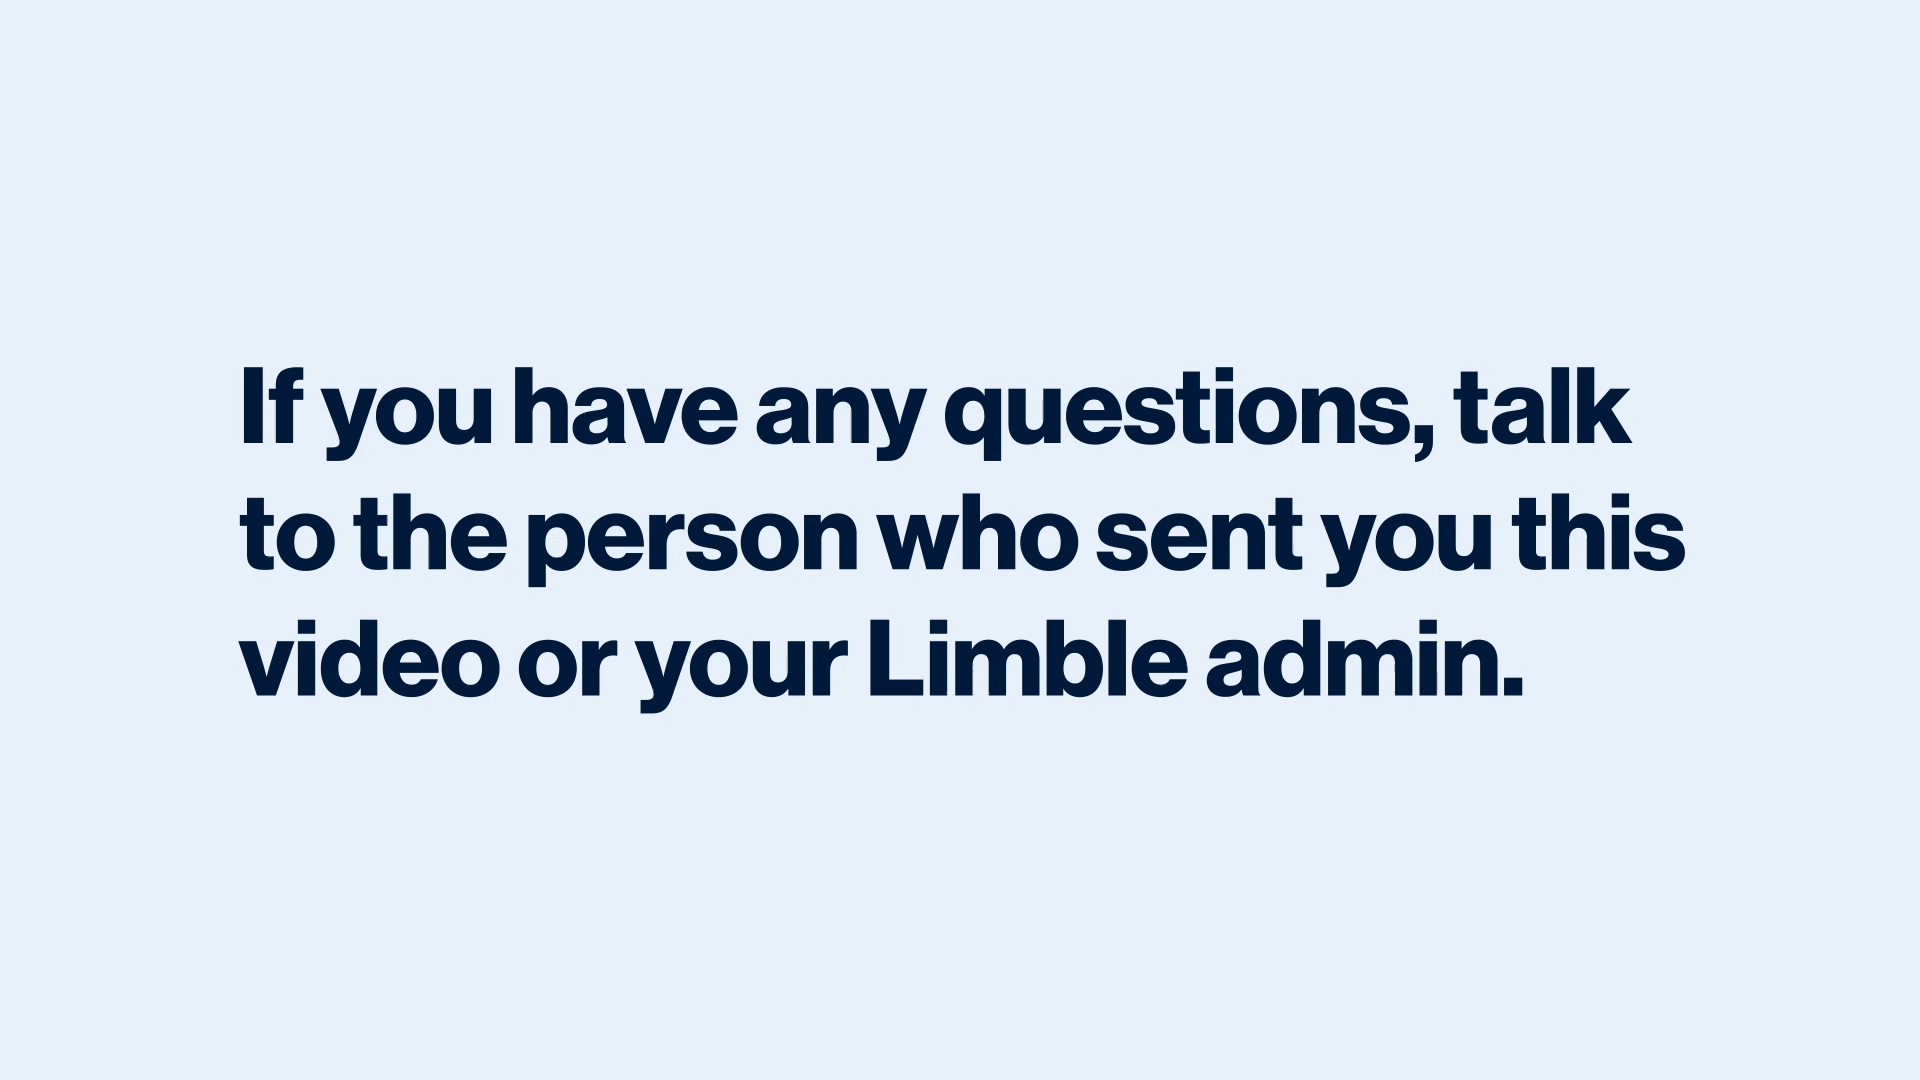 If you have any questions, talk
to the person who sent you this
video or your Limble admin.